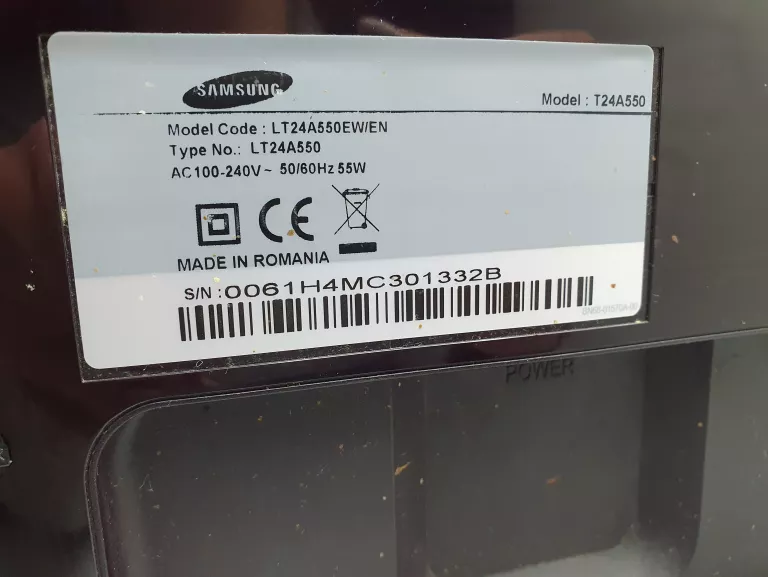 SAMSUNG
Model : T24A550
Model Code : LT24A550EW/EN
Type No.: LT24A550
AC100-240V~ 50/60Hz 55W
CE
MADE IN ROMANIA
S/N :0061H4MC301332B
POWER